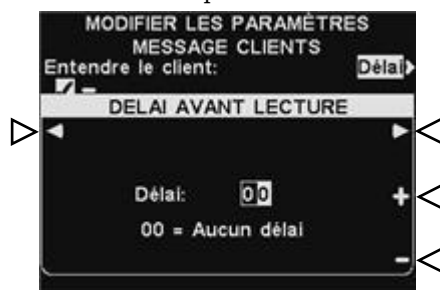 MODIFIER LES PARAMÈTRES
MESSAGE CLIENTS
Entendre le client:
Délai
DELAI AVANT LECTURE
Délai: 00
+
00 = Aucun délai
-